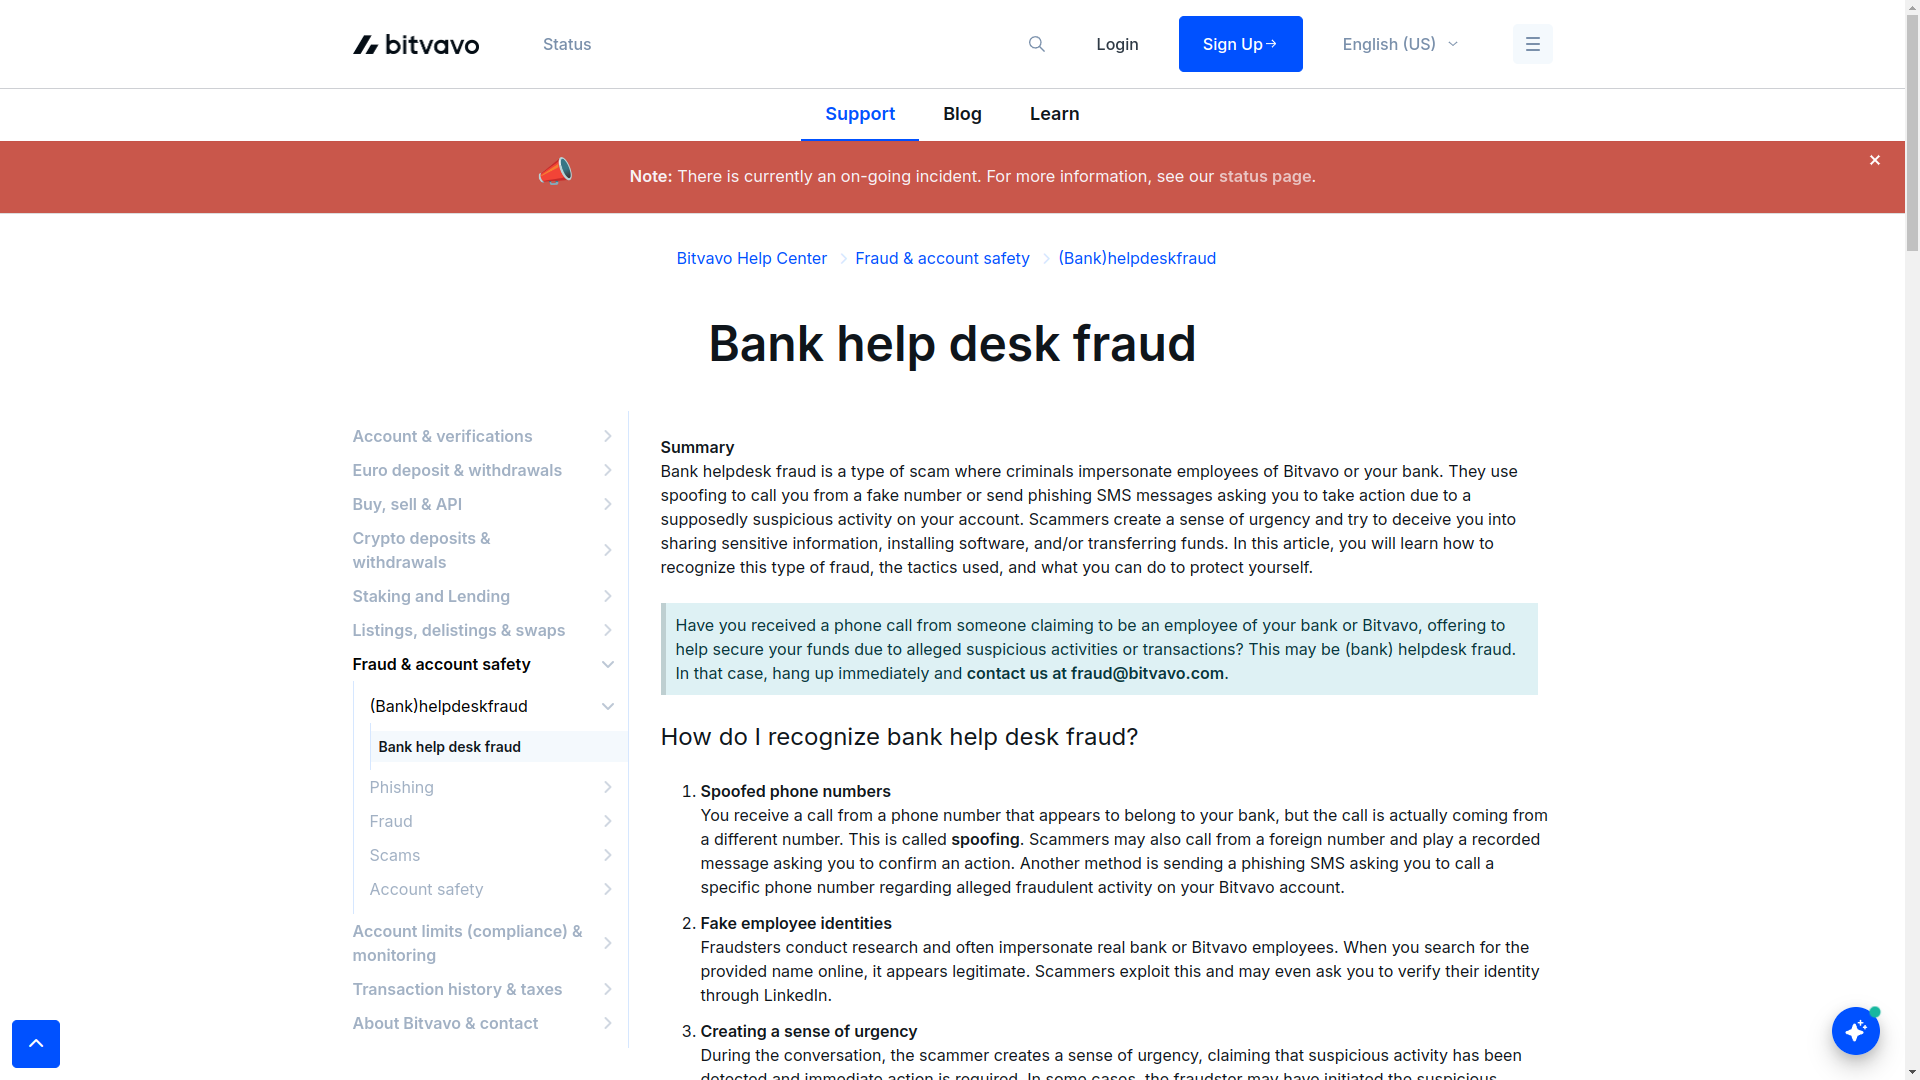 bitvavo
Status
Login
Sign Up
English (US)
Support
Blog
Learn
Note: There is currently an on-going incident. For more information, see our status page.
Bitvavo Help Center
Fraud & account safety
(Bank)helpdeskfraud
Bank help desk fraud
Account & verifications
Euro deposit & withdrawals
Buy, sell & API
Crypto deposits &
withdrawals
Staking and Lending
Listings, delistings & swaps
Fraud & account safety
(Bank)helpdeskfraud
Bank help desk fraud
Phishing
Fraud
Scams
Account safety
Account limits (compliance) &
monitoring
Transaction history & taxes
About Bitvavo & contact
Summary
Bank helpdesk fraud is a type of scam where criminals impersonate employees of Bitvavo or your bank. They use
spoofing to call you from a fake number or send phishing SMS messages asking you to take action due to a
supposedly suspicious activity on your account. Scammers create a sense of urgency and try to deceive you into
sharing sensitive information, installing software, and/or transferring funds. In this article, you will learn how to
recognize this type of fraud, the tactics used, and what you can do to protect yourself.
Have you received a phone call from someone claiming to be an employee of your bank or Bitvavo, offering to
help secure your funds due to alleged suspicious activities or transactions? This may be (bank) helpdesk fraud.
In that case, hang up immediately and contact us at fraud@bitvavo.com.
How do I recognize bank help desk fraud?
1. Spoofed phone numbers
You receive a call from a phone number that appears to belong to your bank, but the call is actually coming from
a different number. This is called spoofing. Scammers may also call from a foreign number and play a recorded
message asking you to confirm an action. Another method is sending a phishing SMS asking you to call a
specific phone number regarding alleged fraudulent activity on your Bitvavo account.
2. Fake employee identities
Fraudsters conduct research and often impersonate real bank or Bitvavo employees. When you search for the
provided name online, it appears legitimate. Scammers exploit this and may even ask you to verify their identity
through LinkedIn.
3. Creating a sense of urgency
During the conversation, the scammer creates a sense of urgency, claiming that suspicious activity has been
detected and immediate action is required. In some cases, the fraudster may have initiated the suspicious